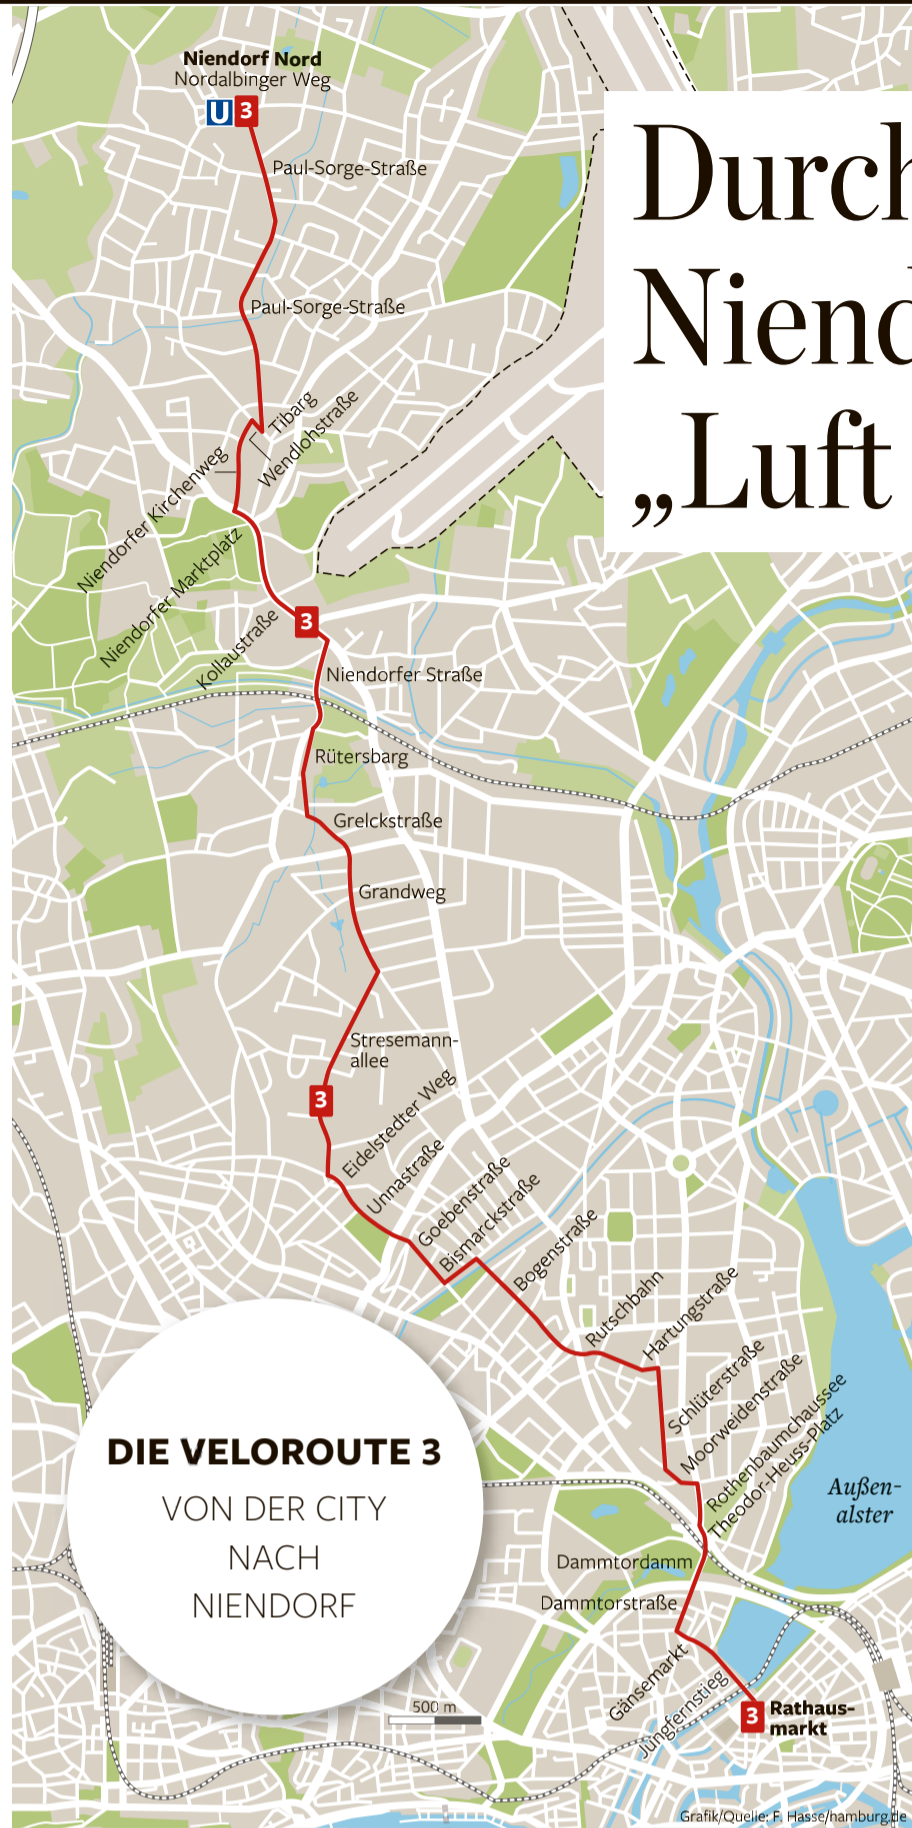 Niendorf Nord
Nordalbinger Weg
U 3
Paul-Sorge-Straße
Durch
Niend
„Luft
Paul-Sorge-Straße
Tibarg
Wendlohstraße
Niendorfer Kirchenweg
Niendorfer Marktplatz
Kollaustraße
3
Niendorfer Straße
Rütersbarg
Grelckstraße
Grandweg
Stresemann-
allee
3
Eidelstedter Weg
Unnastraße
Goebenstraße
Bismarckstraße
Bogenstraße
Rutschbahn
Hartungstraße
Schlüterstraße
Moorweidenstraße
Rothenbaumchaussee
Theodor-Heuss-Platz
Außen-
alster
DIE VELOROUTE 3
VON DER CITY
NACH
NIENDORF
Dammtordamm
Dammtorstraße
Gänsemarkt
Jungfernstieg
3
Rathaus-
markt
500 m
Grafik/Quelle: F. Hasse/hamburg.de